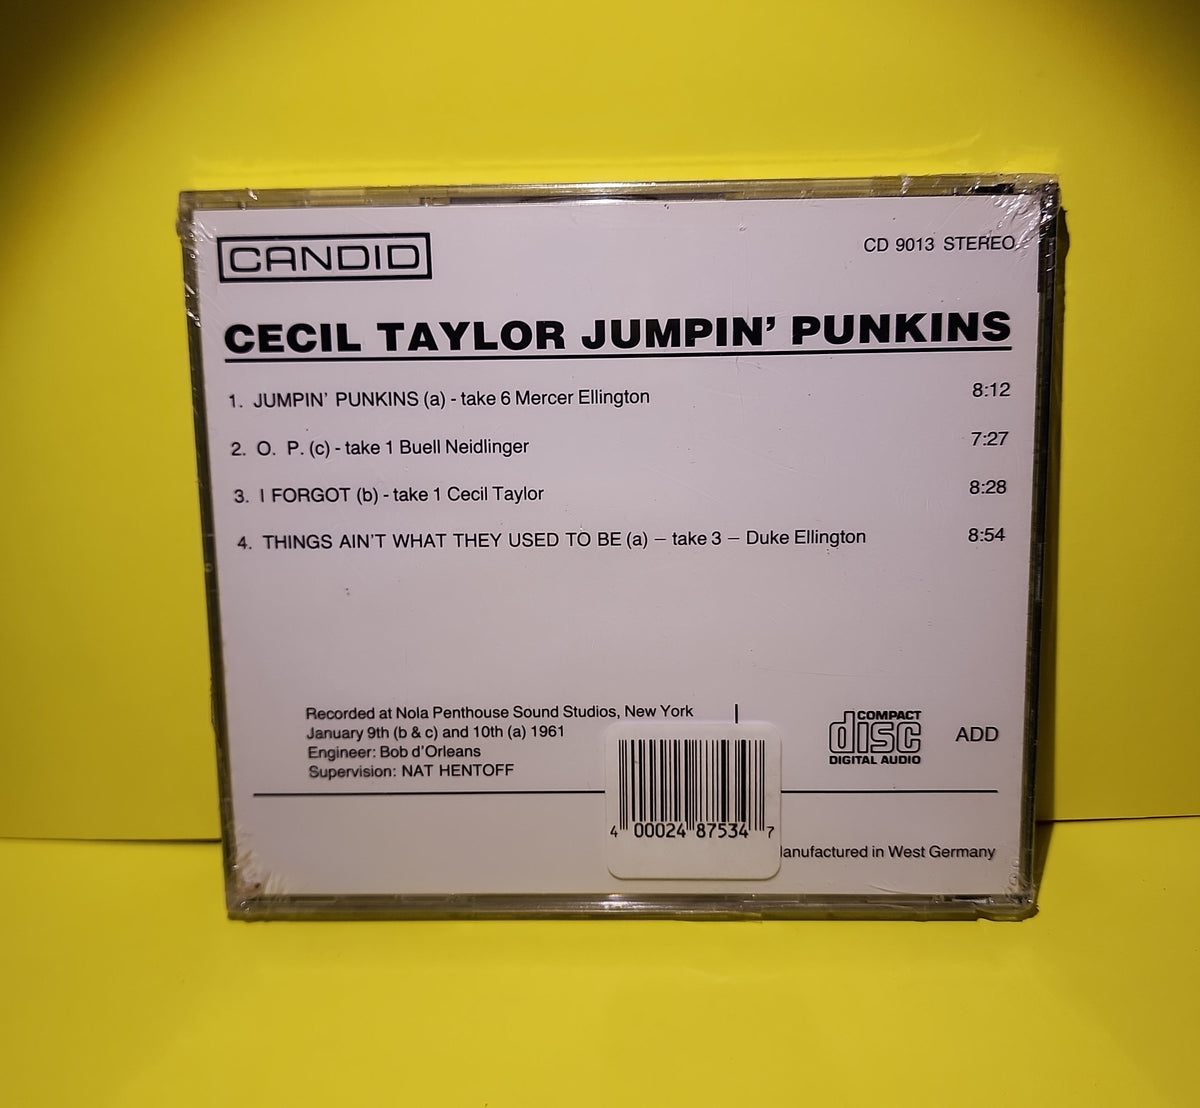 CANDID
CD 9013 STEREO
CECIL TAYLOR JUMPIN' PUNKINS
1. JUMPIN' PUNKINS (a) - take 6 Mercer Ellington 8:12
2. O. P. (c) - take 1 Buell Neidlinger 7:27
3. I FORGOT (b) - take 1 Cecil Taylor 8:28
4. THINGS AIN'T WHAT THEY USED TO BE (a) – take 3 – Duke Ellington 8:54
Recorded at Nola Penthouse Sound Studios, New York
January 9th (b & c) and 10th (a) 1961
Engineer: Bob d'Orleans
Supervision: NAT HENTOFF
COMPACT
disc
DIGITAL AUDIO
ADD
4 00024 87534 7
anufactured in West Germany